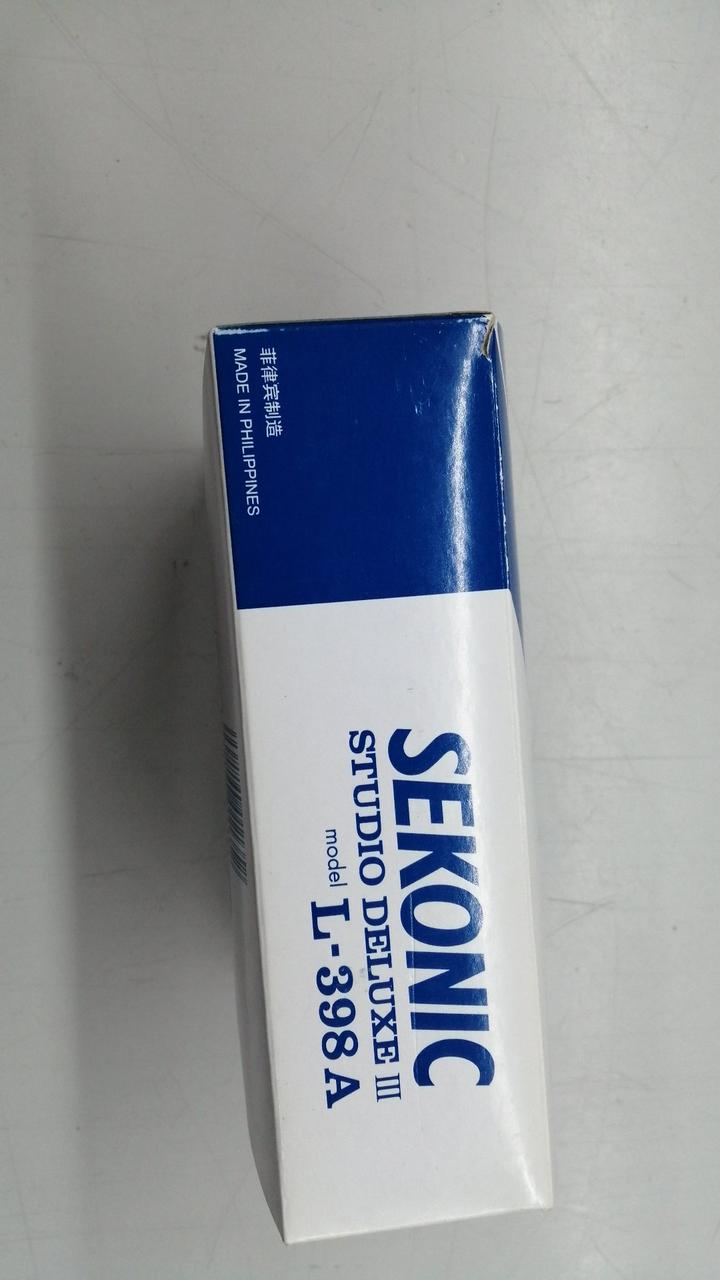 菲律宾制造
MADE IN PHILIPPINES
SEKONIC
STUDIO DELUXE III
model L-398A